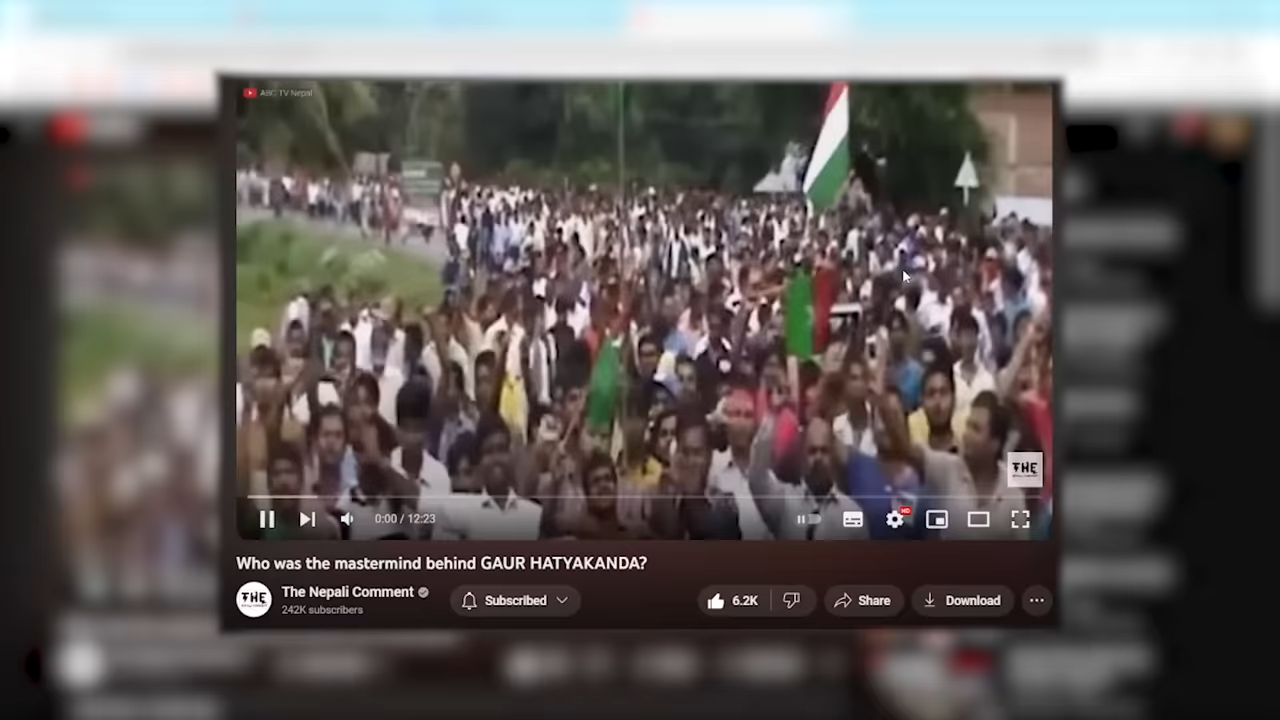 ABC TV Nepal
THE
0:00 / 12:23
HD
Who was the mastermind behind GAUR HATYAKANDA?
THE
The Nepali Comment
242K subscribers
Subscribed
6.2K
Share
Download